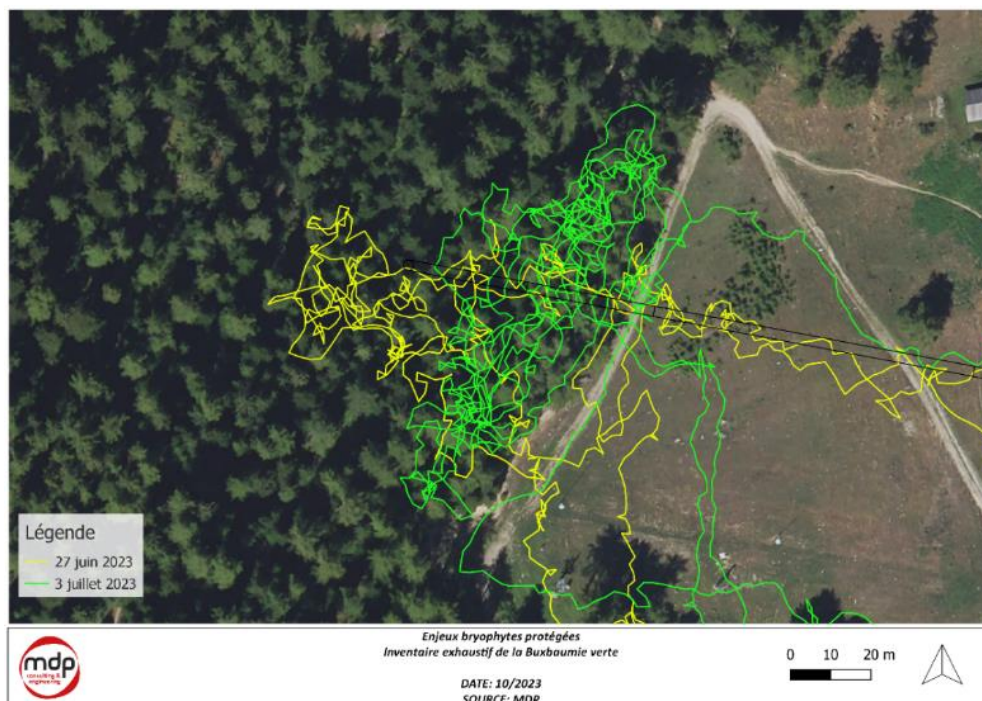 Légende
27 juin 2023
3 juillet 2023
mdp
consulting &
engineering
Enjeux bryophytes protégées
Inventaire exhaustif de la Buxbaumie verte
DATE: 10/2023
SOURCE: MDP
0 10 20 m